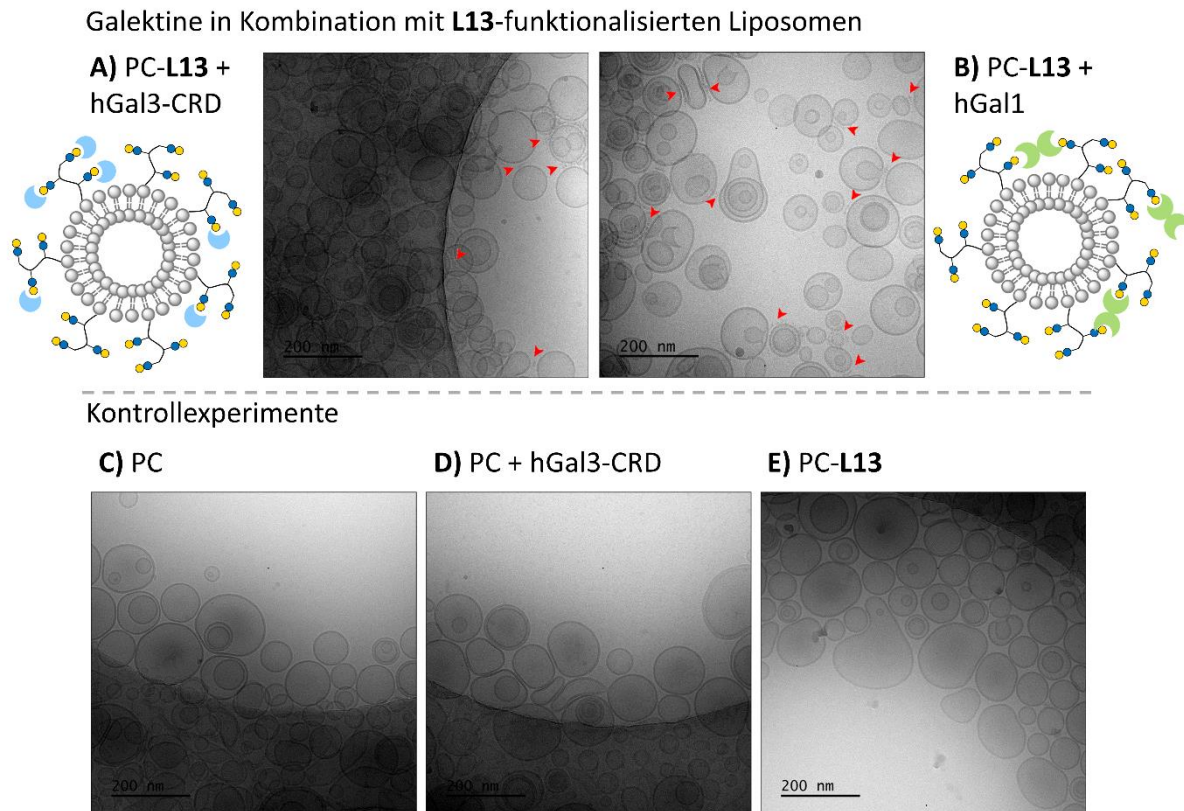 Galektine in Kombination mit L13-funktionalisierten Liposomen
A) PC-L13 +
hGal3-CRD
B) PC-L13 +
hGal1
200 nm
200 nm
Kontrollexperimente
C) PC
D) PC + hGal3-CRD
E) PC-L13
200 nm
200 nm
200 nm